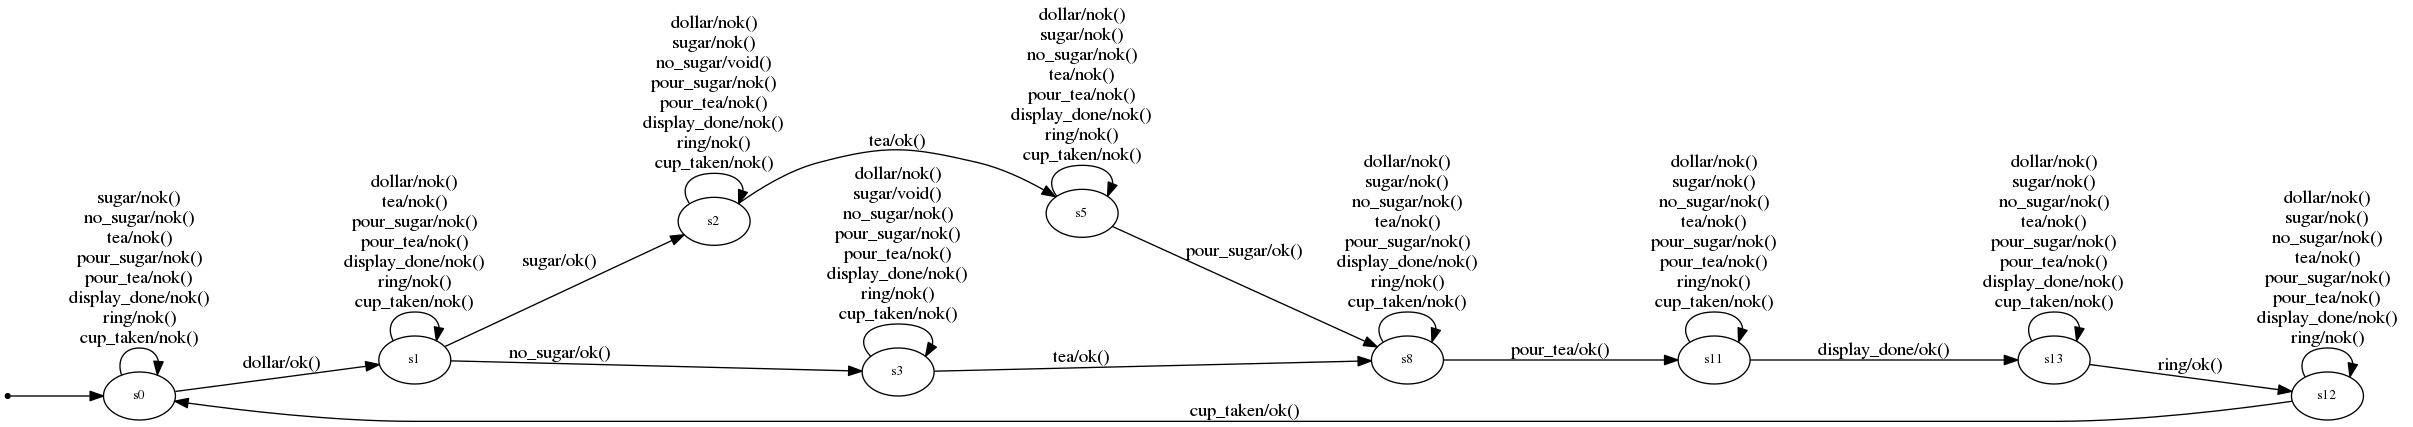 sugar/nok()
no_sugar/nok()
tea/nok()
pour_sugar/nok()
pour_tea/nok()
display_done/nok()
ring/nok()
cup_taken/nok()
s0
dollar/ok()
dollar/nok()
tea/nok()
pour_sugar/nok()
pour_tea/nok()
display_done/nok()
ring/nok()
cup_taken/nok()
s1
sugar/ok()
no_sugar/ok()
dollar/nok()
sugar/nok()
no_sugar/void()
pour_sugar/nok()
pour_tea/nok()
display_done/nok()
ring/nok()
cup_taken/nok()
s2
tea/ok()
dollar/nok()
sugar/void()
no_sugar/nok()
pour_sugar/nok()
pour_tea/nok()
display_done/nok()
ring/nok()
cup_taken/nok()
s3
tea/ok()
dollar/nok()
sugar/nok()
no_sugar/nok()
tea/nok()
pour_tea/nok()
display_done/nok()
ring/nok()
cup_taken/nok()
s5
pour_sugar/ok()
dollar/nok()
sugar/nok()
no_sugar/nok()
tea/nok()
pour_sugar/nok()
display_done/nok()
ring/nok()
cup_taken/nok()
s8
pour_tea/ok()
dollar/nok()
sugar/nok()
no_sugar/nok()
tea/nok()
pour_sugar/nok()
pour_tea/nok()
ring/nok()
cup_taken/nok()
s11
display_done/ok()
dollar/nok()
sugar/nok()
no_sugar/nok()
tea/nok()
pour_sugar/nok()
pour_tea/nok()
display_done/nok()
cup_taken/nok()
s13
ring/ok()
dollar/nok()
sugar/nok()
no_sugar/nok()
tea/nok()
pour_sugar/nok()
pour_tea/nok()
display_done/nok()
ring/nok()
s12
cup_taken/ok()